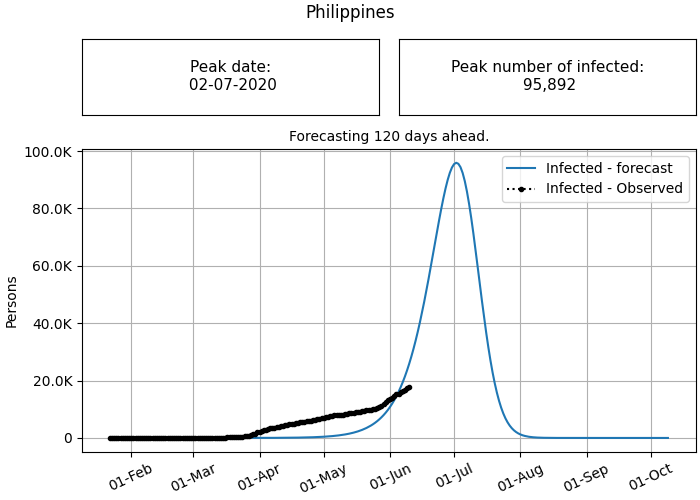 Philippines
Peak date:
02-07-2020
Peak number of infected:
95,892
Forecasting 120 days ahead.
100.0K
80.0K
60.0K
40.0K
20.0K
0
Persons
Infected - forecast
Infected - Observed
01-Feb
01-Mar
01-Apr
01-May
01-Jun
01-Jul
01-Aug
01-Sep
01-Oct